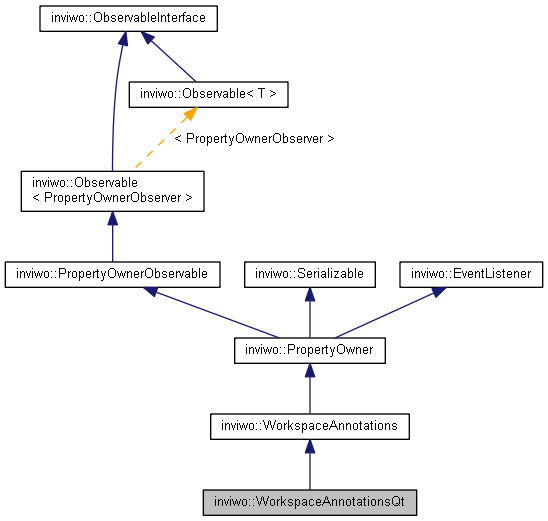 inviwo::ObservableInterface
inviwo::Observable< T >
< PropertyOwnerObserver >
inviwo::Observable
< PropertyOwnerObserver >
inviwo::PropertyOwnerObservable
inviwo::Serializable
inviwo::EventListener
inviwo::PropertyOwner
inviwo::WorkspaceAnnotations
inviwo::WorkspaceAnnotationsQt